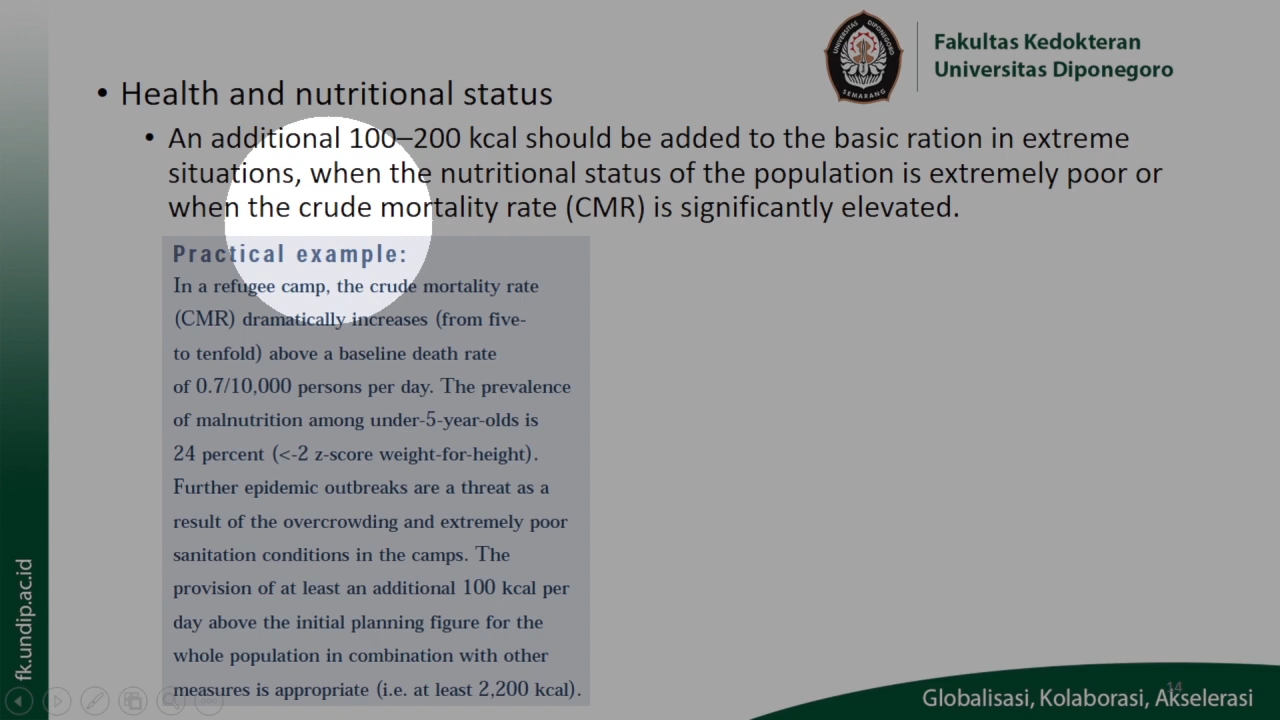 UNIVERSITAS DIPONEGORO
SEMARANG
Fakultas Kedokteran
Universitas Diponegoro
• Health and nutritional status
• An additional 100–200 kcal should be added to the basic ration in extreme
situations, when the nutritional status of the population is extremely poor or
when the crude mortality rate (CMR) is significantly elevated.
Practical example:
In a refugee camp, the crude mortality rate
(CMR) dramatically increases (from five-
to tenfold) above a baseline death rate
of 0.7/10,000 persons per day. The prevalence
of malnutrition among under-5-year-olds is
24 percent (<-2 z-score weight-for-height).
Further epidemic outbreaks are a threat as a
result of the overcrowding and extremely poor
sanitation conditions in the camps. The
provision of at least an additional 100 kcal per
day above the initial planning figure for the
whole population in combination with other
measures is appropriate (i.e. at least 2,200 kcal).
fk.undip.ac.id
14
Globalisasi, Kolaborasi, Akselerasi